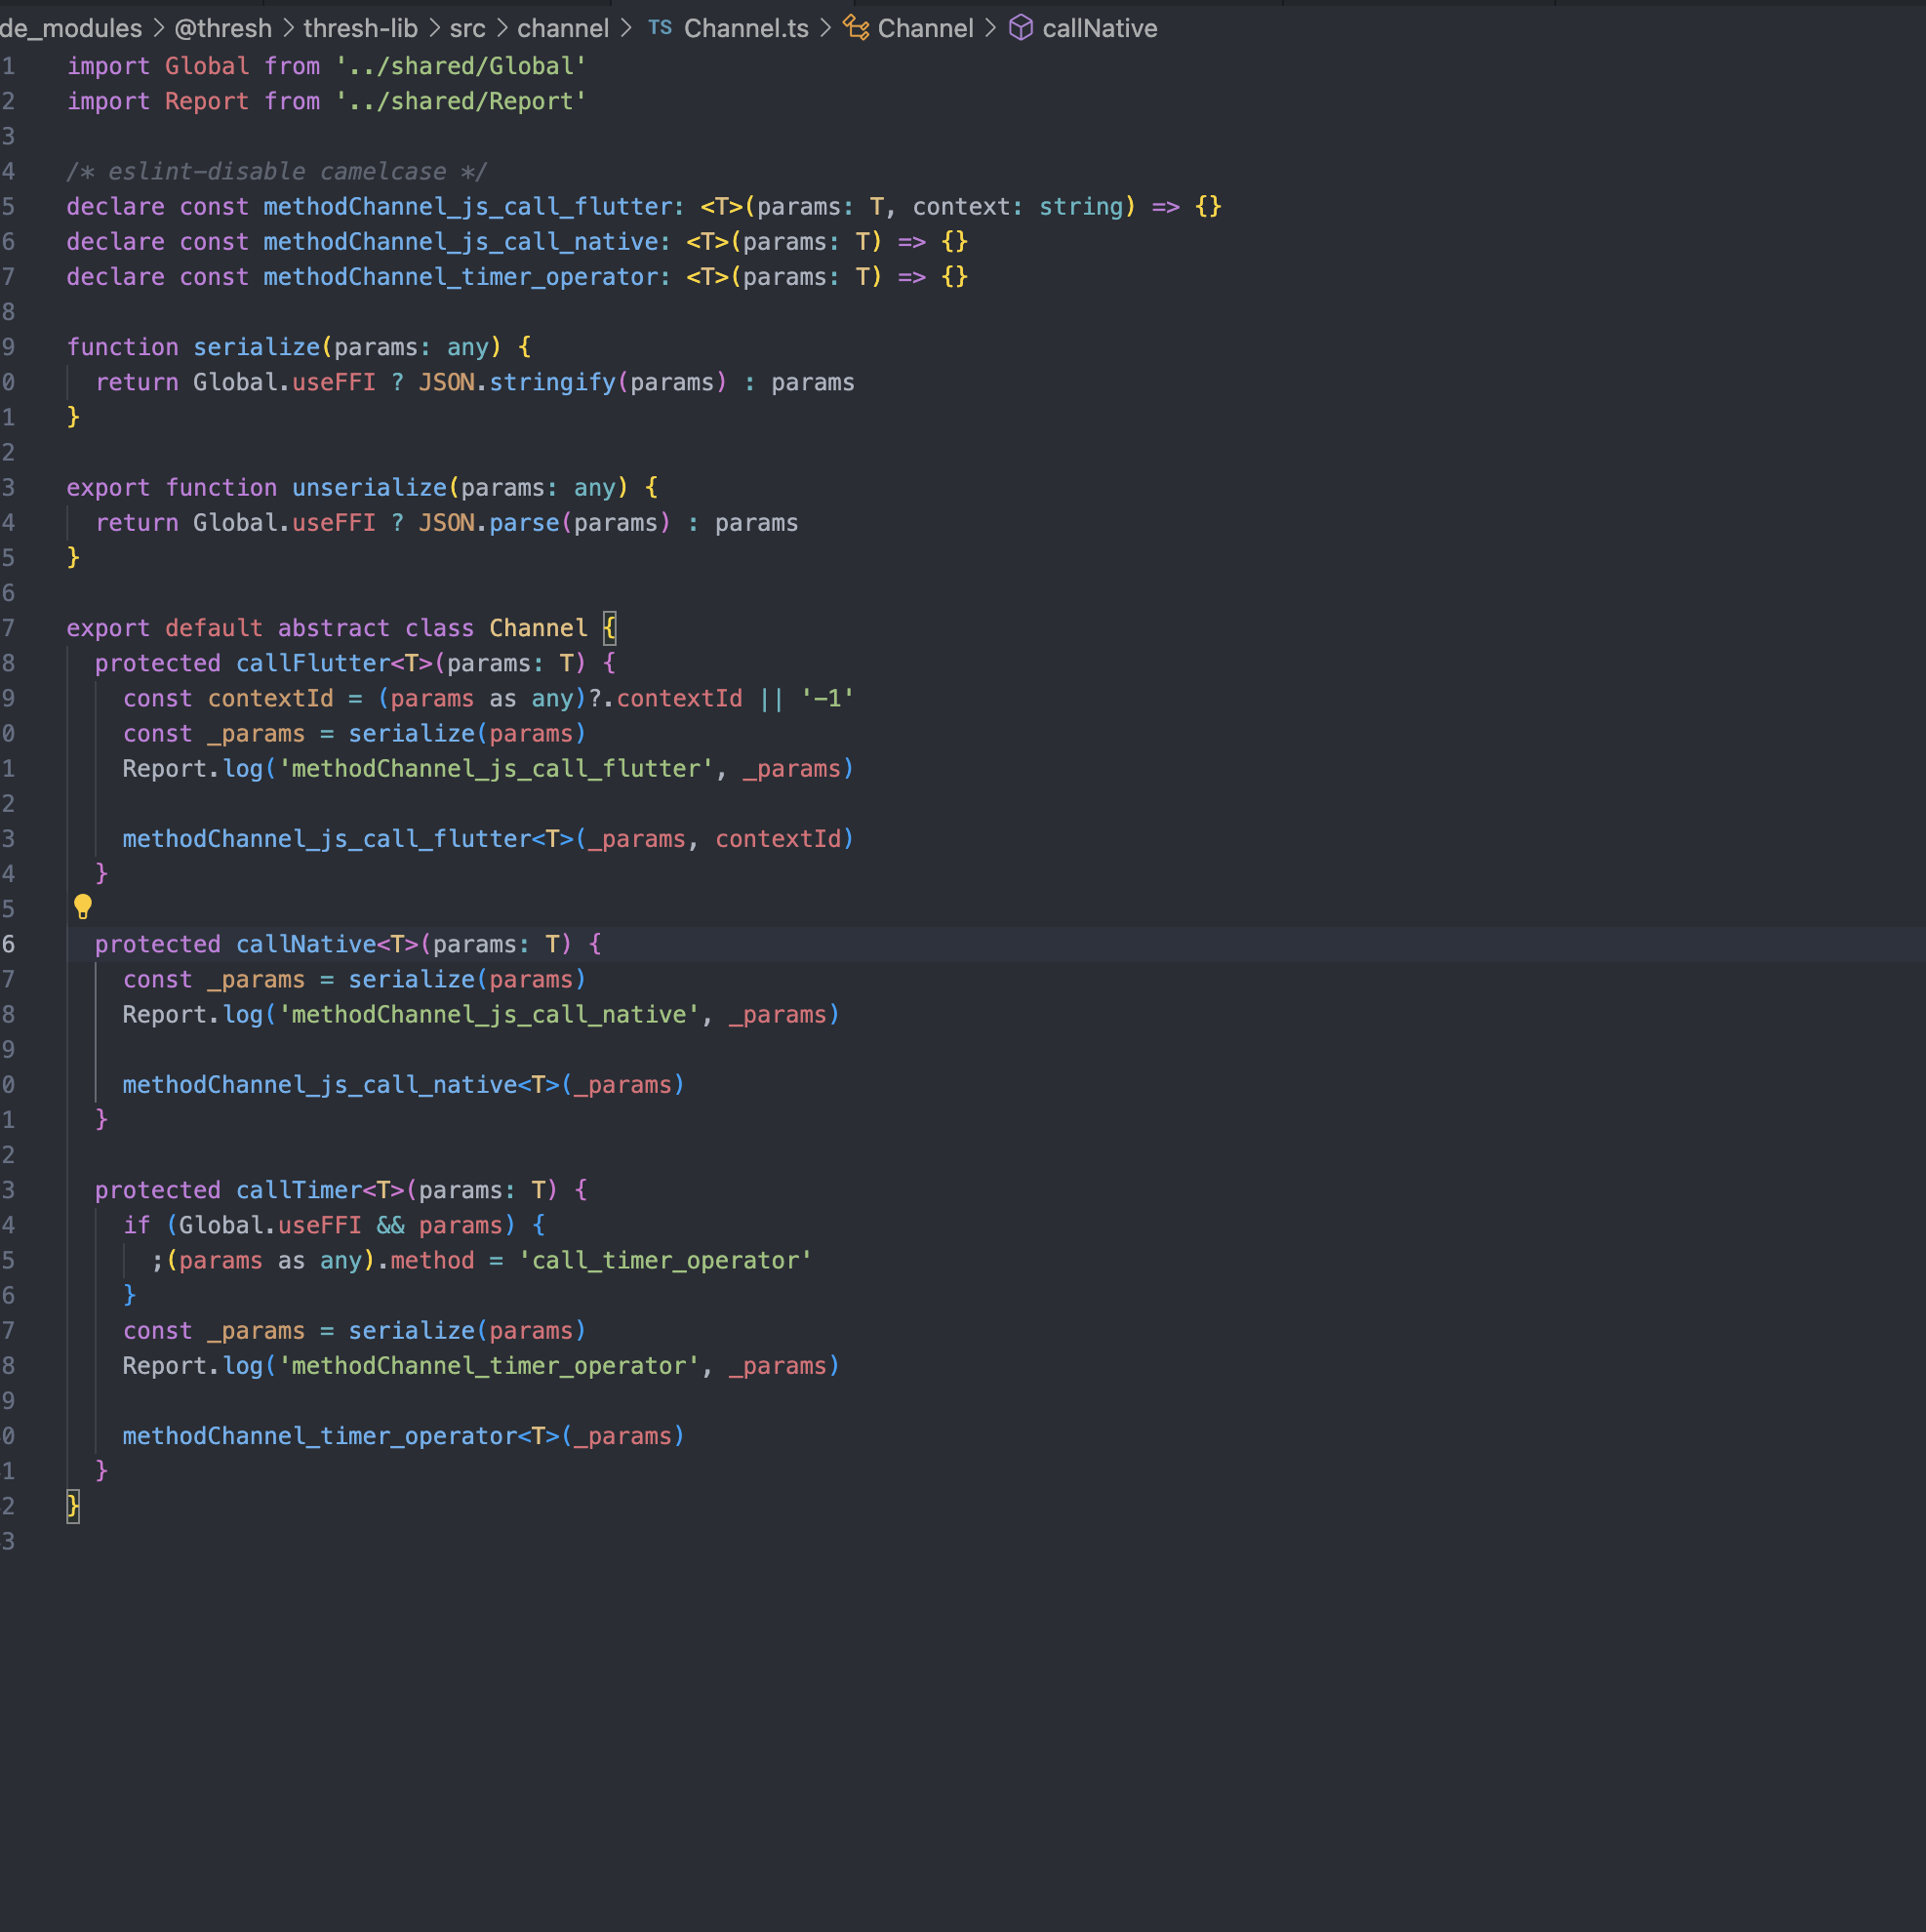 de_modules > @thresh > thresh-lib > src > channel > TS Channel.ts > Channel > callNative
1 import Global from '../shared/Global'
2 import Report from '../shared/Report'
3
4 /* eslint-disable camelcase */
5 declare const methodChannel_js_call_flutter: <T>(params: T, context: string) => {}
6 declare const methodChannel_js_call_native: <T>(params: T) => {}
7 declare const methodChannel_timer_operator: <T>(params: T) => {}
8
9 function serialize(params: any) {
0   return Global.useFFI ? JSON.stringify(params) : params
1 }
2
3 export function unserialize(params: any) {
4   return Global.useFFI ? JSON.parse(params) : params
5 }
6
7 export default abstract class Channel {
8   protected callFlutter<T>(params: T) {
9     const contextId = (params as any)?.contextId || '-1'
0     const _params = serialize(params)
1     Report.log('methodChannel_js_call_flutter', _params)
2
3     methodChannel_js_call_flutter<T>(_params, contextId)
4   }
5
6   protected callNative<T>(params: T) {
7     const _params = serialize(params)
8     Report.log('methodChannel_js_call_native', _params)
9
0     methodChannel_js_call_native<T>(_params)
1   }
2
3   protected callTimer<T>(params: T) {
4     if (Global.useFFI && params) {
5       ;(params as any).method = 'call_timer_operator'
6     }
7     const _params = serialize(params)
8     Report.log('methodChannel_timer_operator', _params)
9
0     methodChannel_timer_operator<T>(_params)
1   }
2 }
3